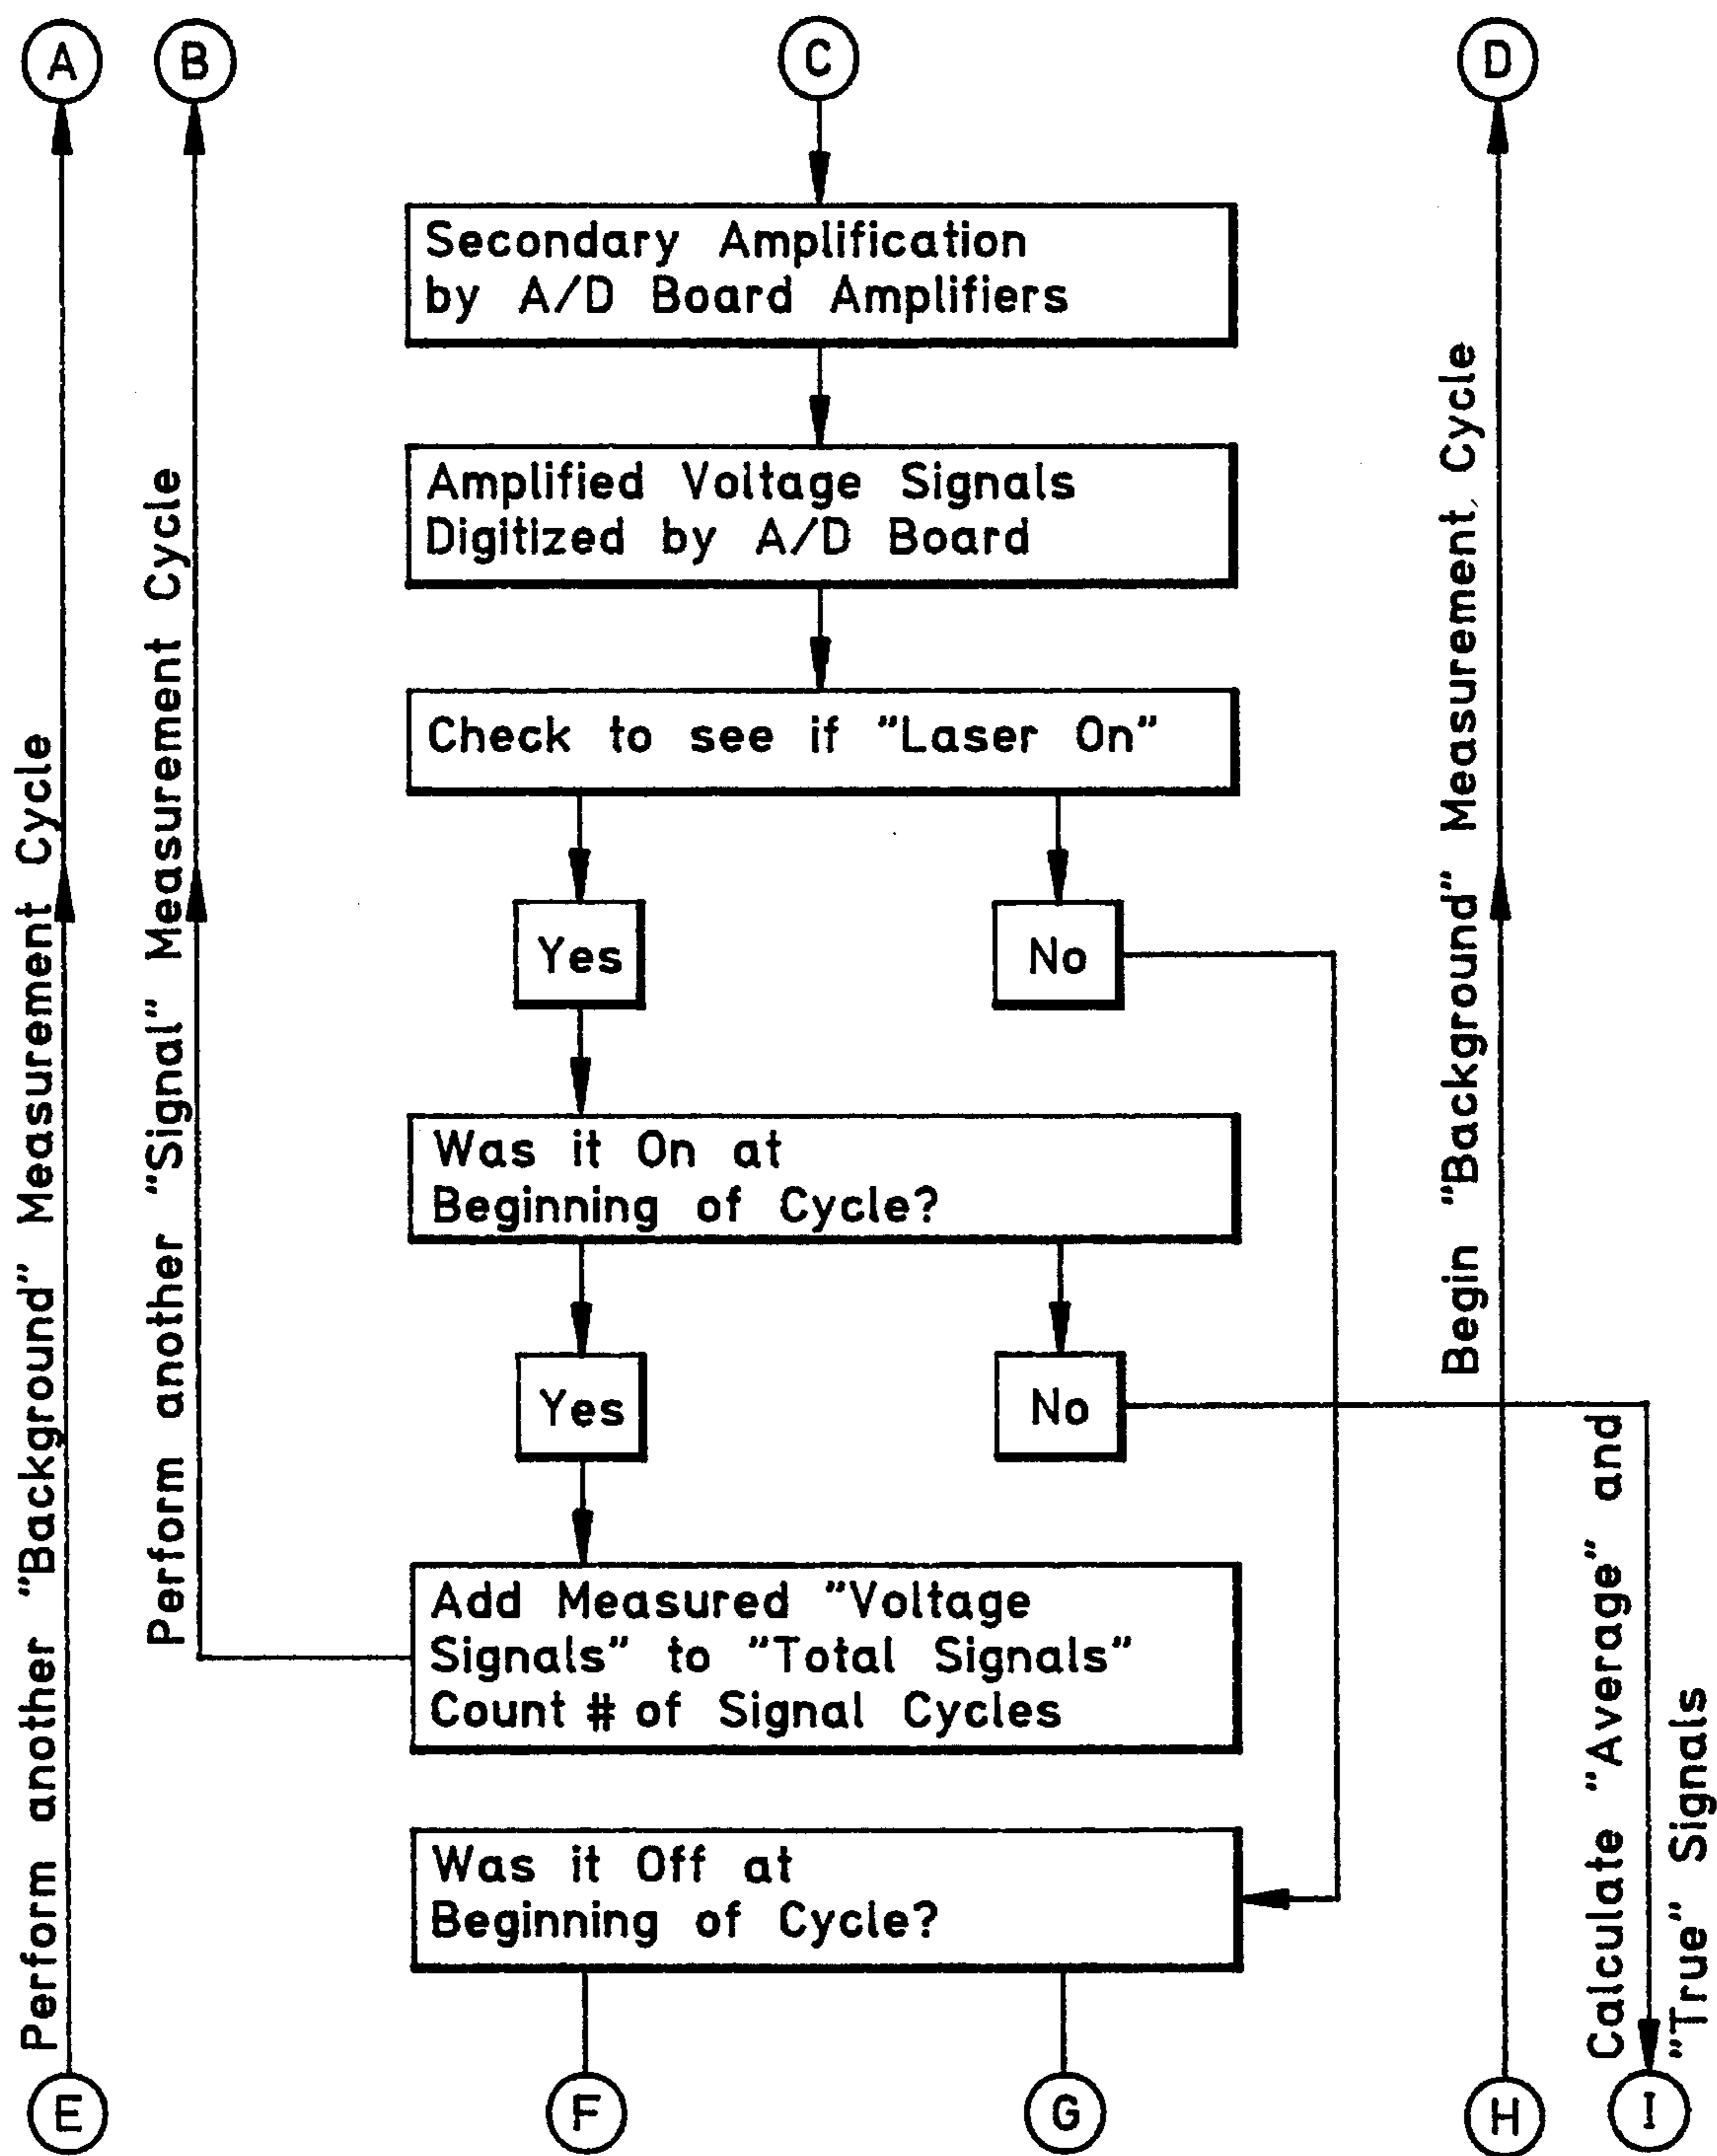 A
B
C
D
Secondary Amplification
by A/D Board Amplifiers
Amplified Voltage Signals
Digitized by A/D Board
Check to see if "Laser On"
Yes
No
Was it On at
Beginning of Cycle?
Yes
No
Add Measured "Voltage
Signals" to "Total Signals"
Count # of Signal Cycles
Was it Off at
Beginning of Cycle?
Perform another "Background" Measurement Cycle
Perform another "Signal" Measurement Cycle
Begin "Background" Measurement Cycle
Calculate "Average" and
"True" Signals
E
F
G
H
I